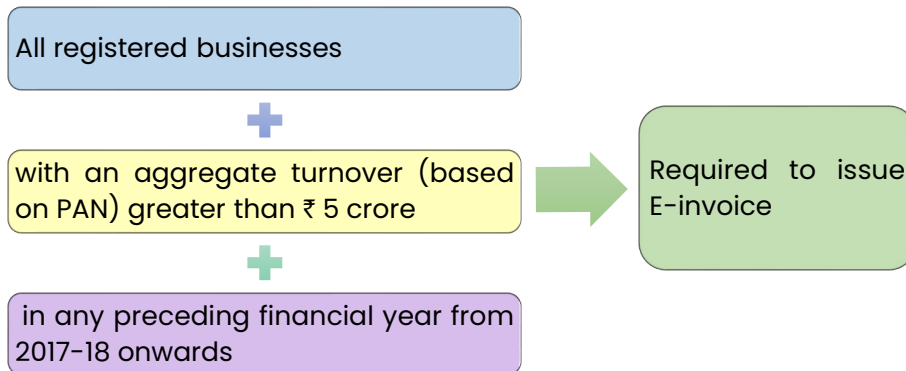 All registered businesses
with an aggregate turnover (based
on PAN) greater than ₹ 5 crore
in any preceding financial year from
2017-18 onwards
Required to issue
E-invoice